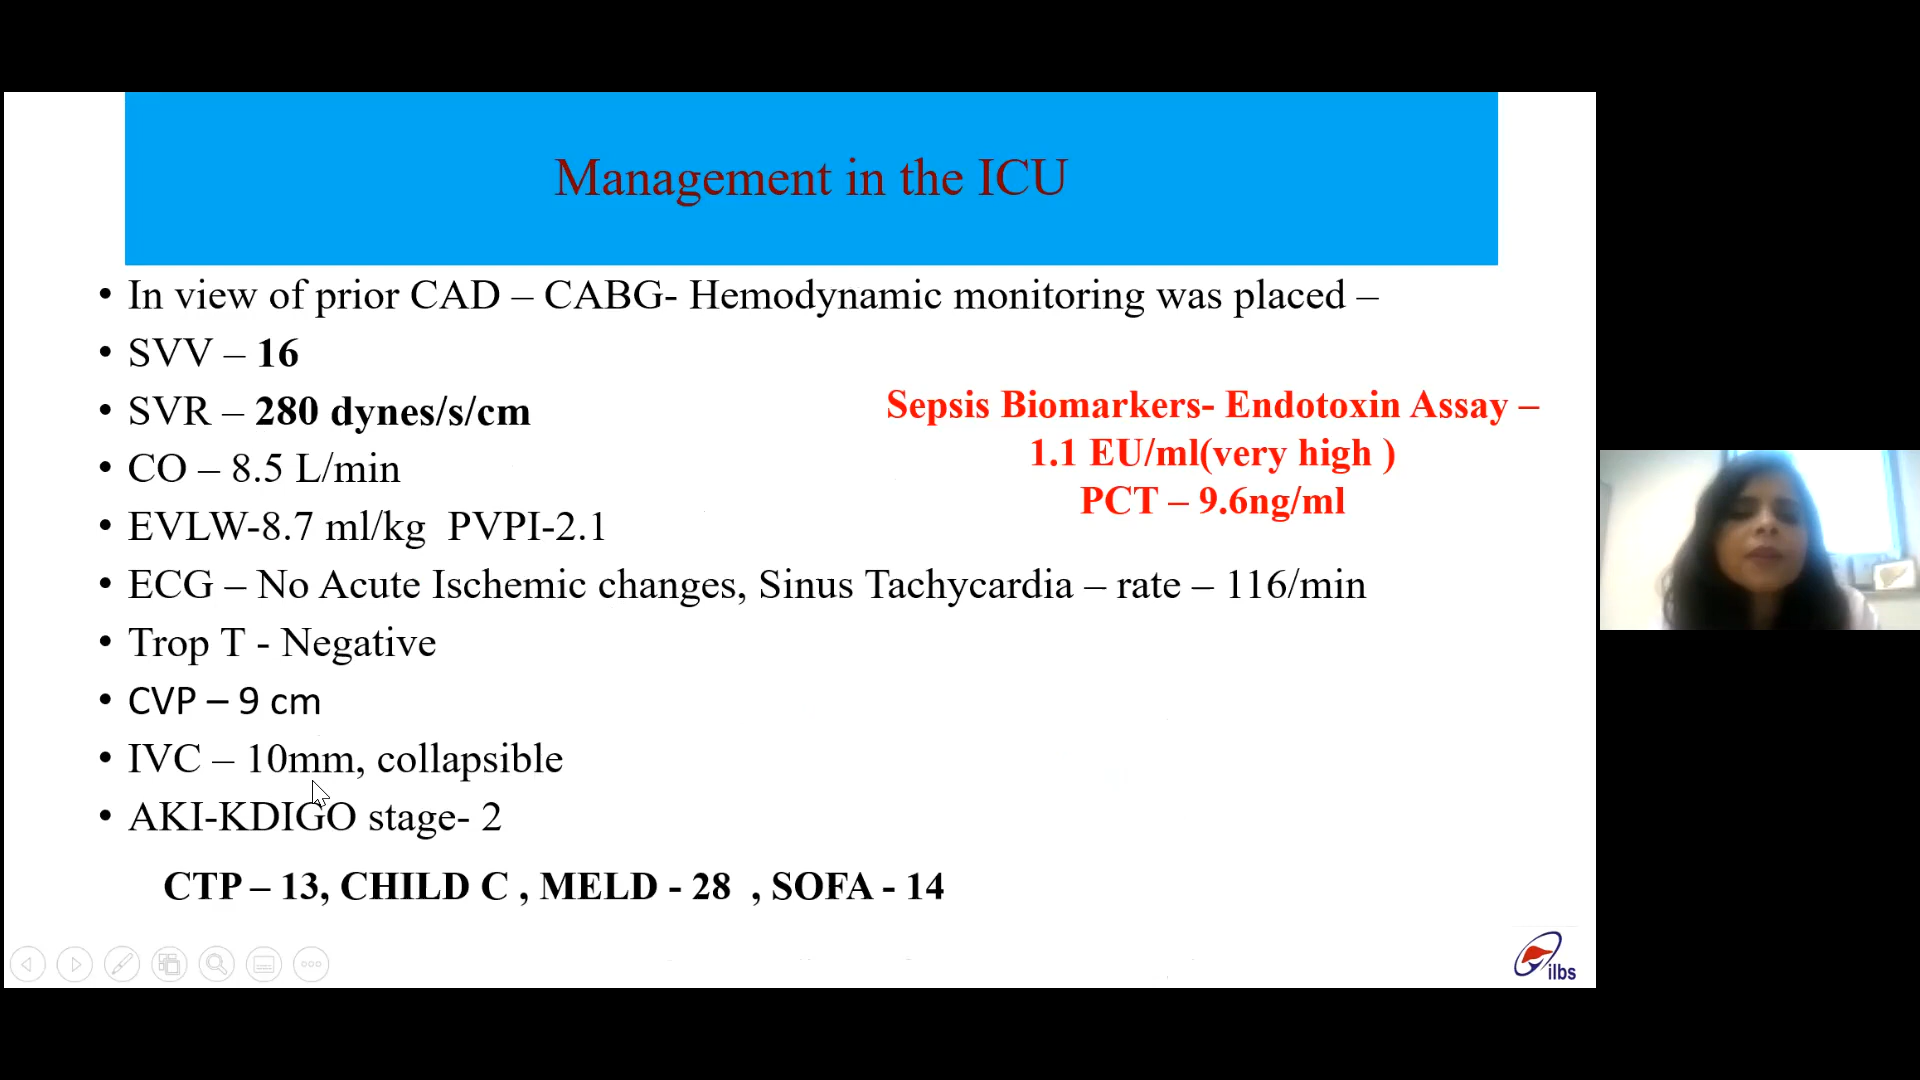 Management in the ICU
• In view of prior CAD – CABG- Hemodynamic monitoring was placed –
• SVV – 16
• SVR – 280 dynes/s/cm
• CO – 8.5 L/min
• EVLW-8.7 ml/kg  PVPI-2.1
• ECG – No Acute Ischemic changes, Sinus Tachycardia – rate – 116/min
• Trop T - Negative
• CVP – 9 cm
• IVC – 10mm, collapsible
• AKI-KDIGO stage- 2
CTP – 13, CHILD C , MELD - 28  , SOFA - 14
Sepsis Biomarkers- Endotoxin Assay –
1.1 EU/ml(very high )
PCT – 9.6ng/ml
ilbs